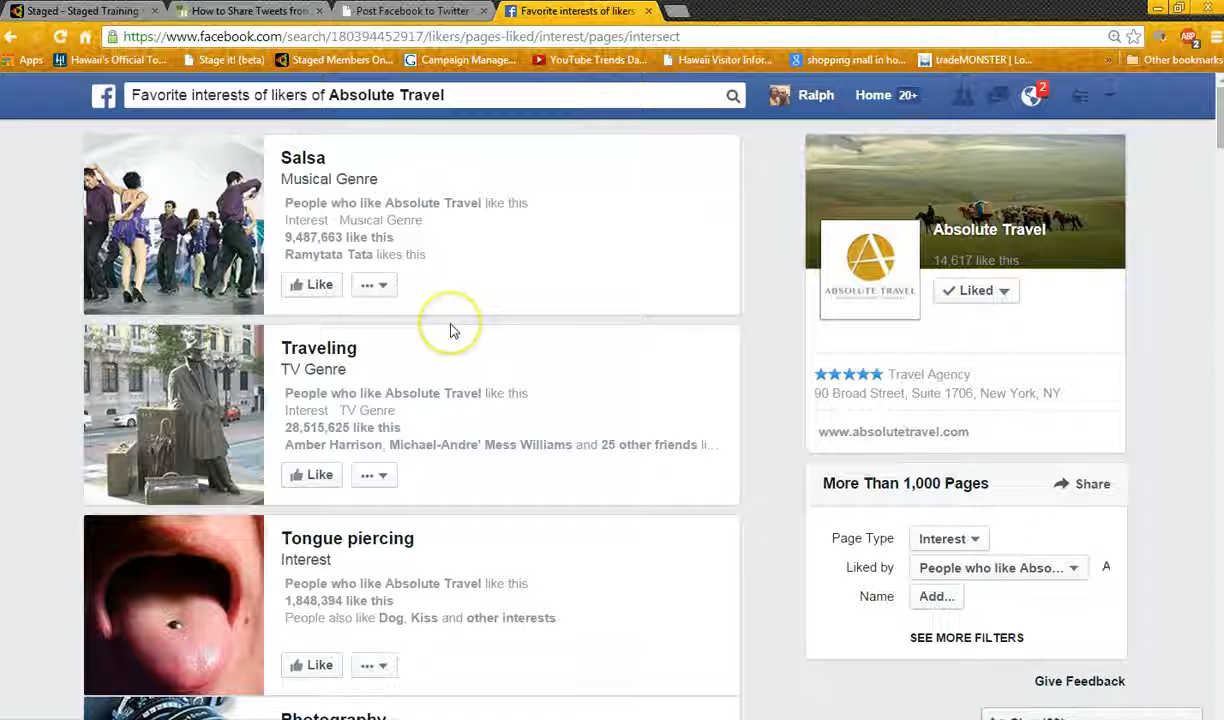 Staged - Staged Training
How to Share Tweets from
Post Facebook to Twitter
Favorite interests of likers
https://www.facebook.com/search/180394452917/likers/pages-liked/interest/pages/intersect
ABP
2
Apps
Hawaii's Official To...
Stage it! (beta)
Staged Members On...
Campaign Manage...
YouTube Trends Da...
Hawaii Visitor Infor...
shopping mall in ho...
tradeMONSTER | Lo...
Other bookmarks
Favorite interests of likers of Absolute Travel
Ralph
Home 20+
2
Salsa
Musical Genre
People who like Absolute Travel like this
Interest · Musical Genre
9,487,663 like this
Ramytata Tata likes this
Like
Traveling
TV Genre
People who like Absolute Travel like this
Interest · TV Genre
28,515,625 like this
Amber Harrison, Michael-Andre' Mess Williams and 25 other friends li...
Like
Tongue piercing
Interest
People who like Absolute Travel like this
1,848,394 like this
People also like Dog, Kiss and other interests
Like
Photography
Absolute Travel
14,617 like this
ABSOLUTE TRAVEL
Liked
Travel Agency
90 Broad Street, Suite 1706, New York, NY
www.absolutetravel.com
More Than 1,000 Pages
Share
Page Type
Interest
Liked by
People who like Abso...
A
Name
Add...
SEE MORE FILTERS
Give Feedback